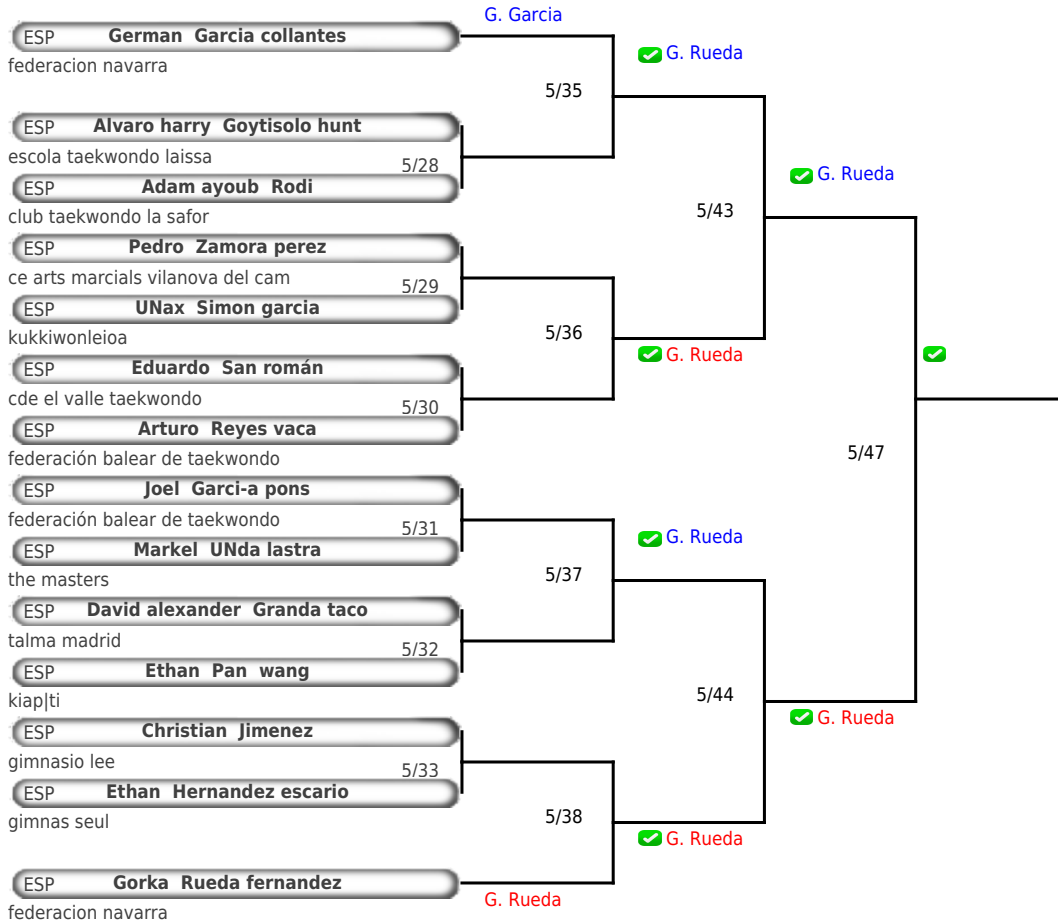 G. Garcia
ESP German Garcia collantes
federacion navarra
G. Rueda
5/35
ESP Alvaro harry Goytisolo hunt
escola taekwondo laissa
5/28
ESP Adam ayoub Rodi
club taekwondo la safor
G. Rueda
5/43
ESP Pedro Zamora perez
ce arts marcials vilanova del cam
5/29
ESP UNax Simon garcia
kukkiwonleioa
5/36
G. Rueda
ESP Eduardo San román
cde el valle taekwondo
5/30
ESP Arturo Reyes vaca
federación balear de taekwondo
5/47
ESP Joel Garci-a pons
federación balear de taekwondo
5/31
G. Rueda
ESP Markel UNda lastra
the masters
5/37
ESP David alexander Granda taco
talma madrid
5/32
ESP Ethan Pan wang
kiap|ti
5/44
G. Rueda
ESP Christian Jimenez
gimnasio lee
5/33
ESP Ethan Hernandez escario
gimnas seul
5/38
G. Rueda
ESP Gorka Rueda fernandez
G. Rueda
federacion navarra